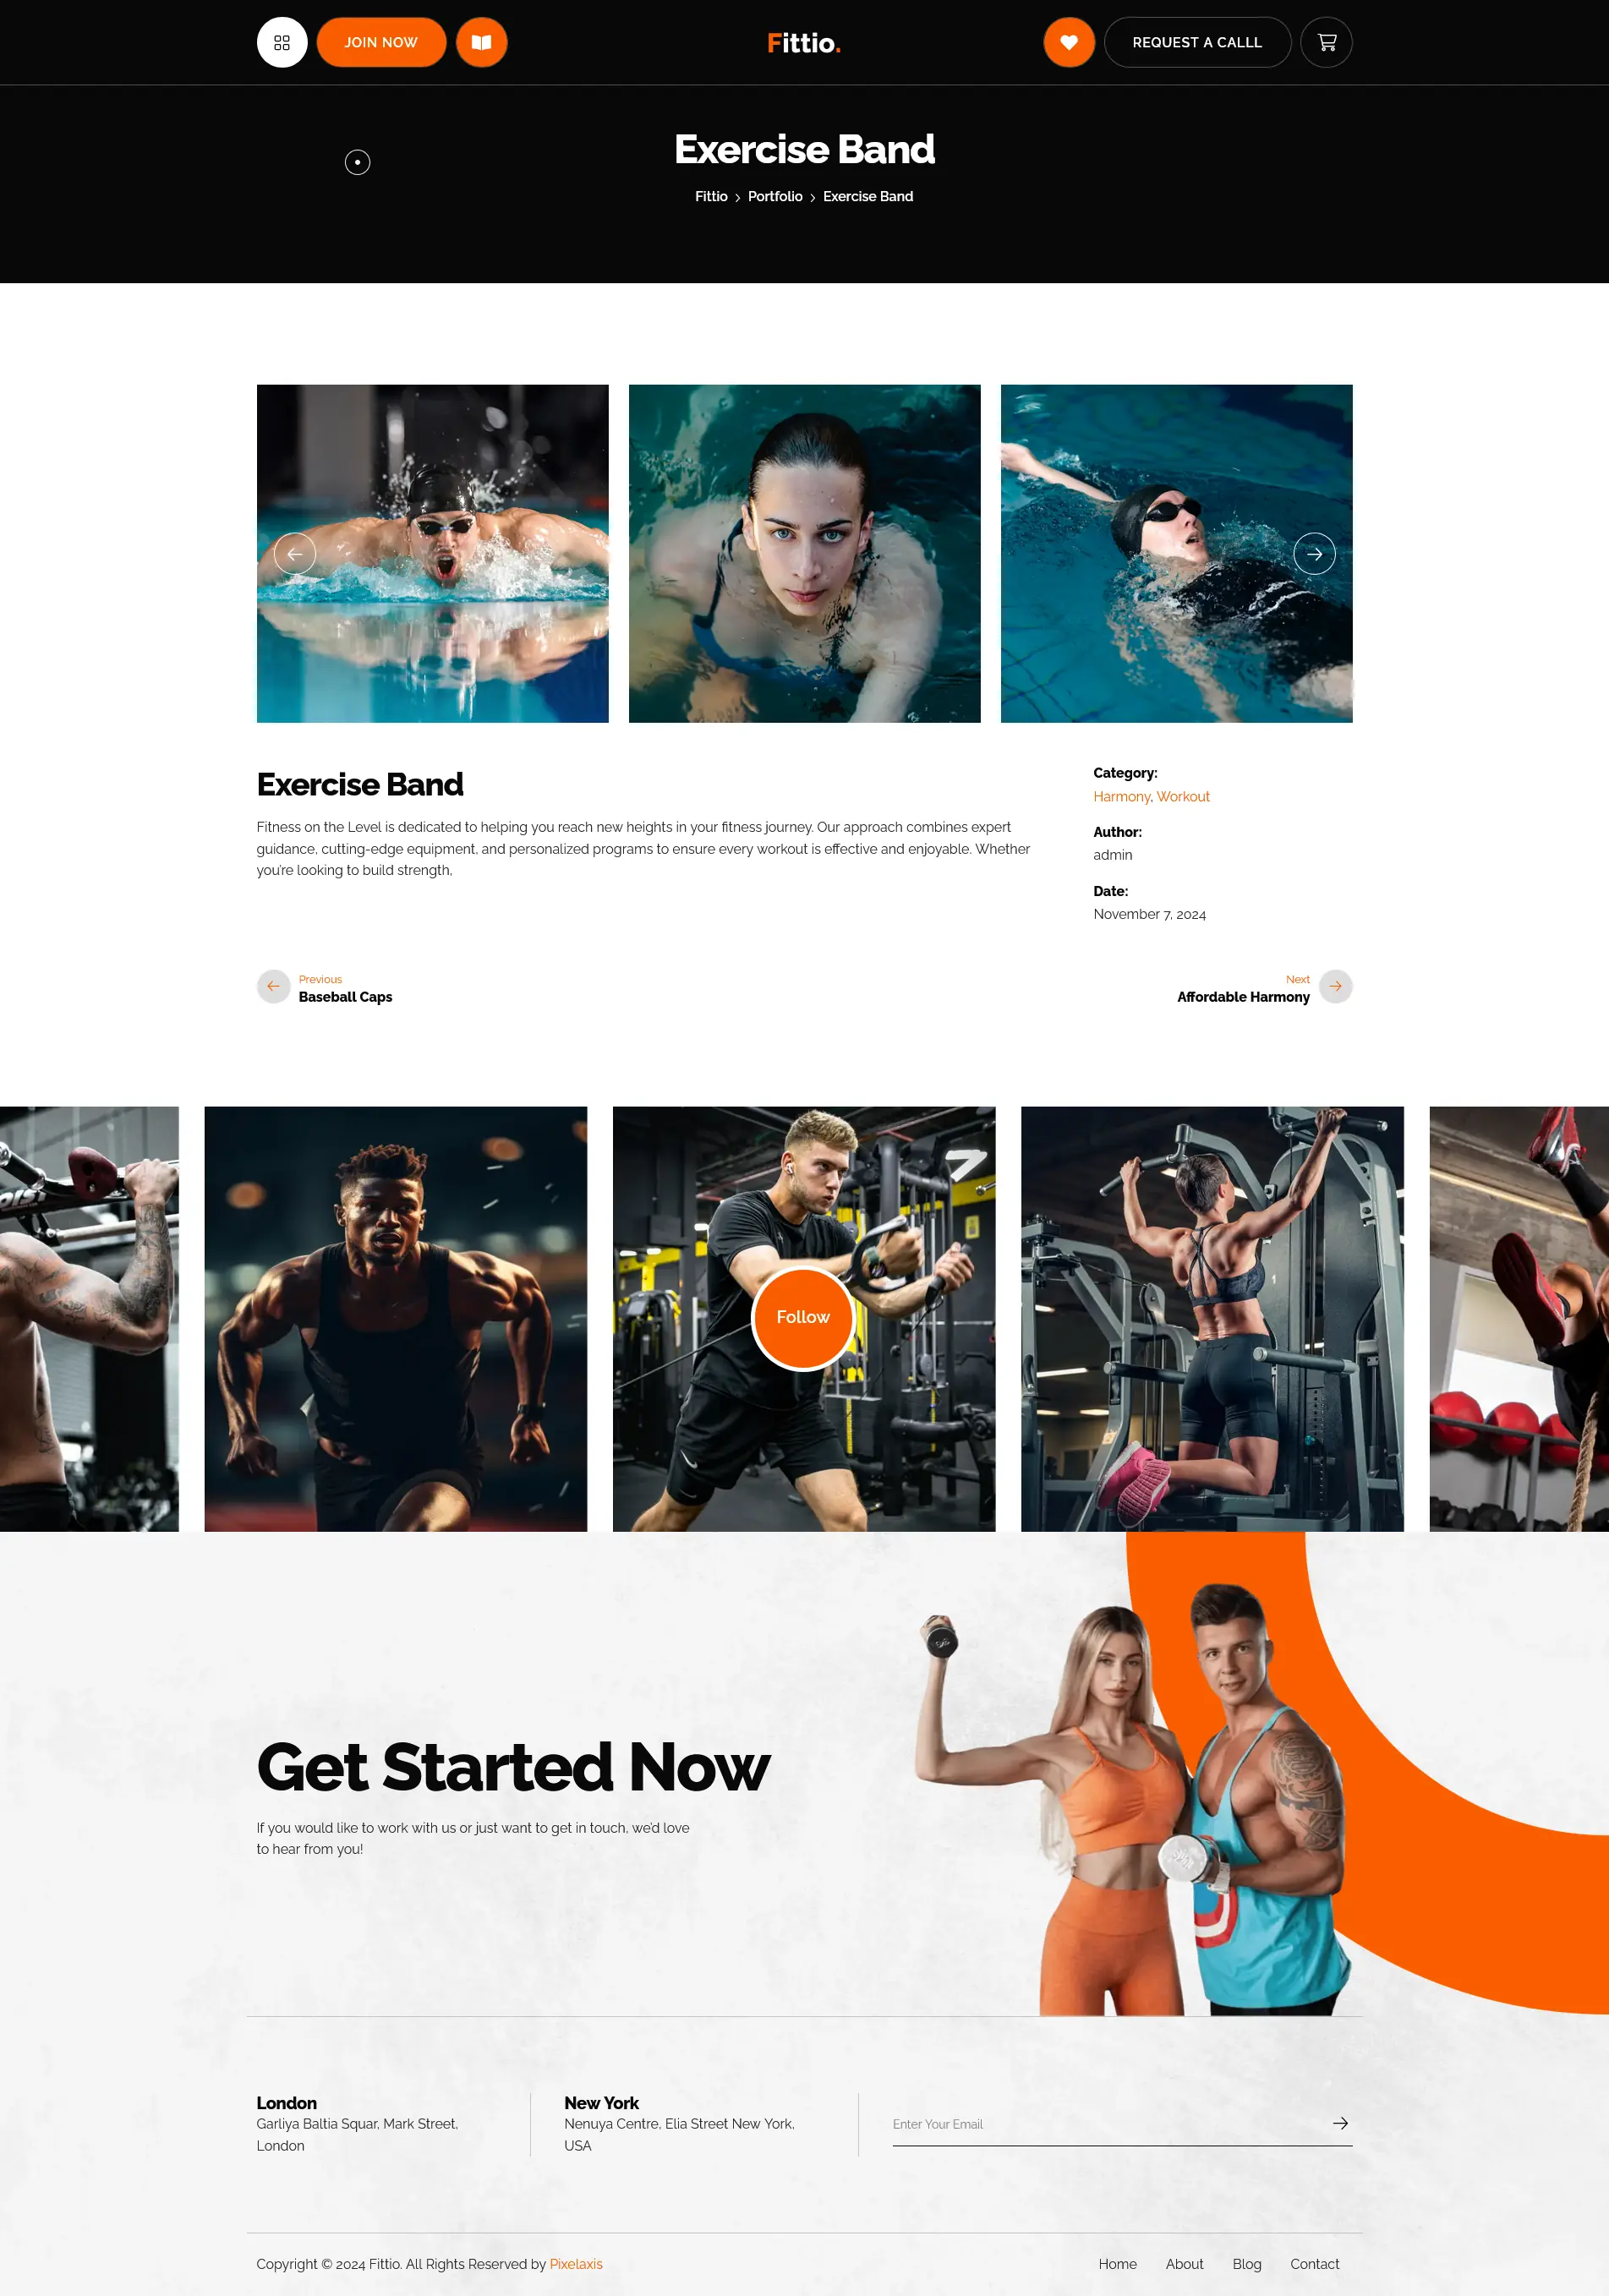 JOIN NOW
Fittio.
REQUEST A CALLL
Exercise Band
Fittio > Portfolio > Exercise Band
Exercise Band
Fitness on the Level is dedicated to helping you reach new heights in your fitness journey. Our approach combines expert
guidance, cutting-edge equipment, and personalized programs to ensure every workout is effective and enjoyable. Whether
you're looking to build strength,
Category:
Harmony, Workout
Author:
admin
Date:
November 7, 2024
Previous
Baseball Caps
Next
Affordable Harmony
Follow
Get Started Now
If you would like to work with us or just want to get in touch, we'd love
to hear from you!
London
Garliya Baltia Squar, Mark Street,
London
New York
Nenuya Centre, Elia Street New York,
USA
Enter Your Email
Copyright © 2024 Fittio. All Rights Reserved by Pixelaxis
Home
About
Blog
Contact